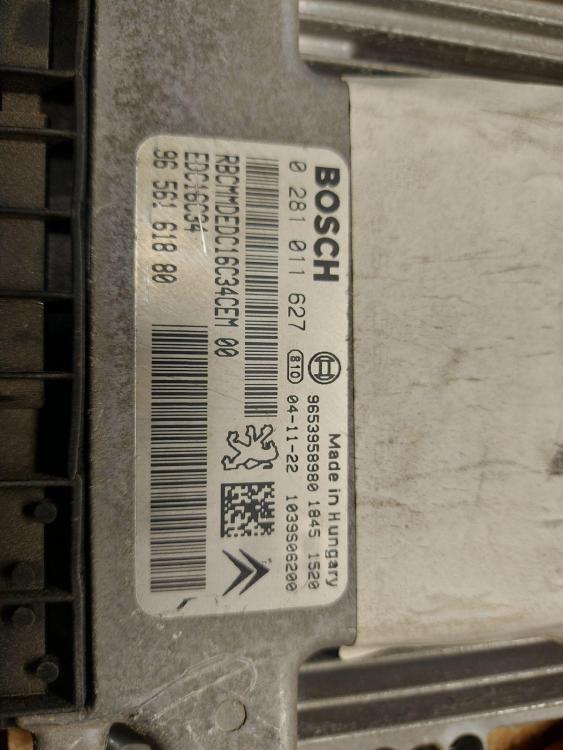 BOSCH
Made in Hungary
0 281 011 627
810
9653958980 1845 1520
04-11-22 1039S06200
RBCMMDEDC16C34CEM 00
EDC16C34
96 561 618 80